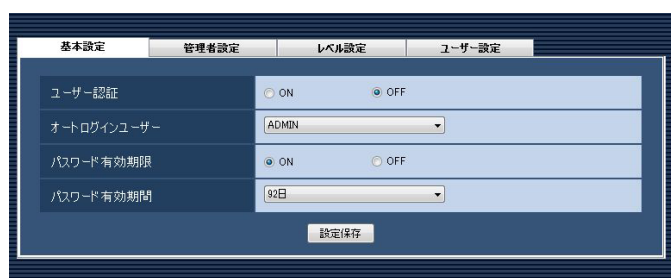 基本設定 管理者設定 レベル設定 ユーザー設定
ユーザー認証 ON OFF
オートログインユーザー ADMIN
パスワード有効期限 ON OFF
パスワード有効期間 92日
設定保存